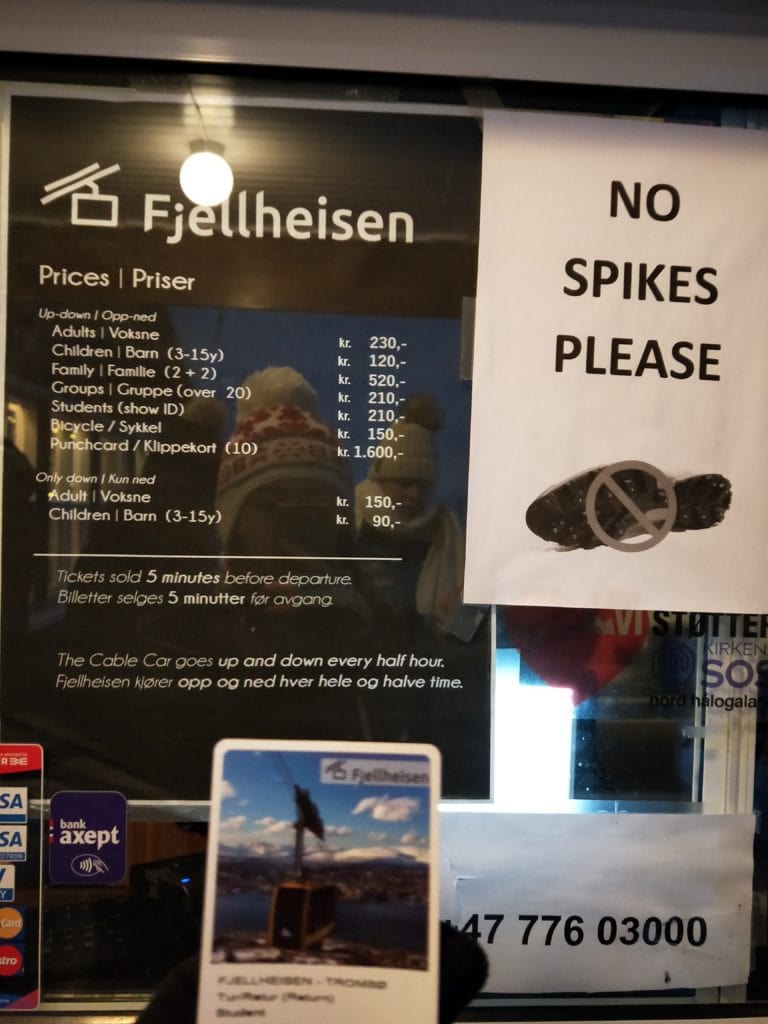 Fjellheisen
Prices | Priser
Up-down | Opp-ned
Adults | Voksne kr. 230,-
Children | Barn (3-15y) kr. 120,-
Family | Familie (2 + 2) kr. 520,-
Groups | Gruppe (over 20) kr. 210,-
Students (show ID) kr. 210,-
Bicycle / Sykkel kr. 150,-
Punchcard / Klippekort (10) kr. 1.600,-
Only down | Kun ned
Adult | Voksne kr. 150,-
Children | Barn (3-15y) kr. 90,-
Tickets sold 5 minutes before departure.
Billetter selges 5 minutter før avgang.
The Cable Car goes up and down every half hour.
Fjellheisen kjører opp og ned hver hele og halve time.
NO
SPIKES
PLEASE
VI STØTTER
KIRKEN
SOS
nord hålogalan
bank
axept
Fjellheisen
FJELLHEISEN - TROMSØ
Tur/Retur (Return)
Student
47 776 03000